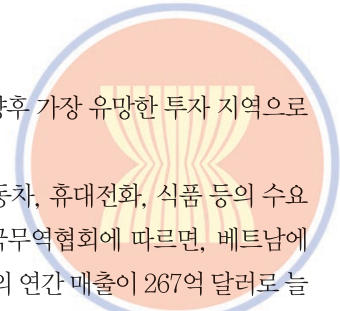 향후 가장 유망한 투자 지역으로
동차, 휴대전화, 식품 등의 수요
국무역협회에 따르면, 베트남에
의 연간 매출이 267억 달러로 늘